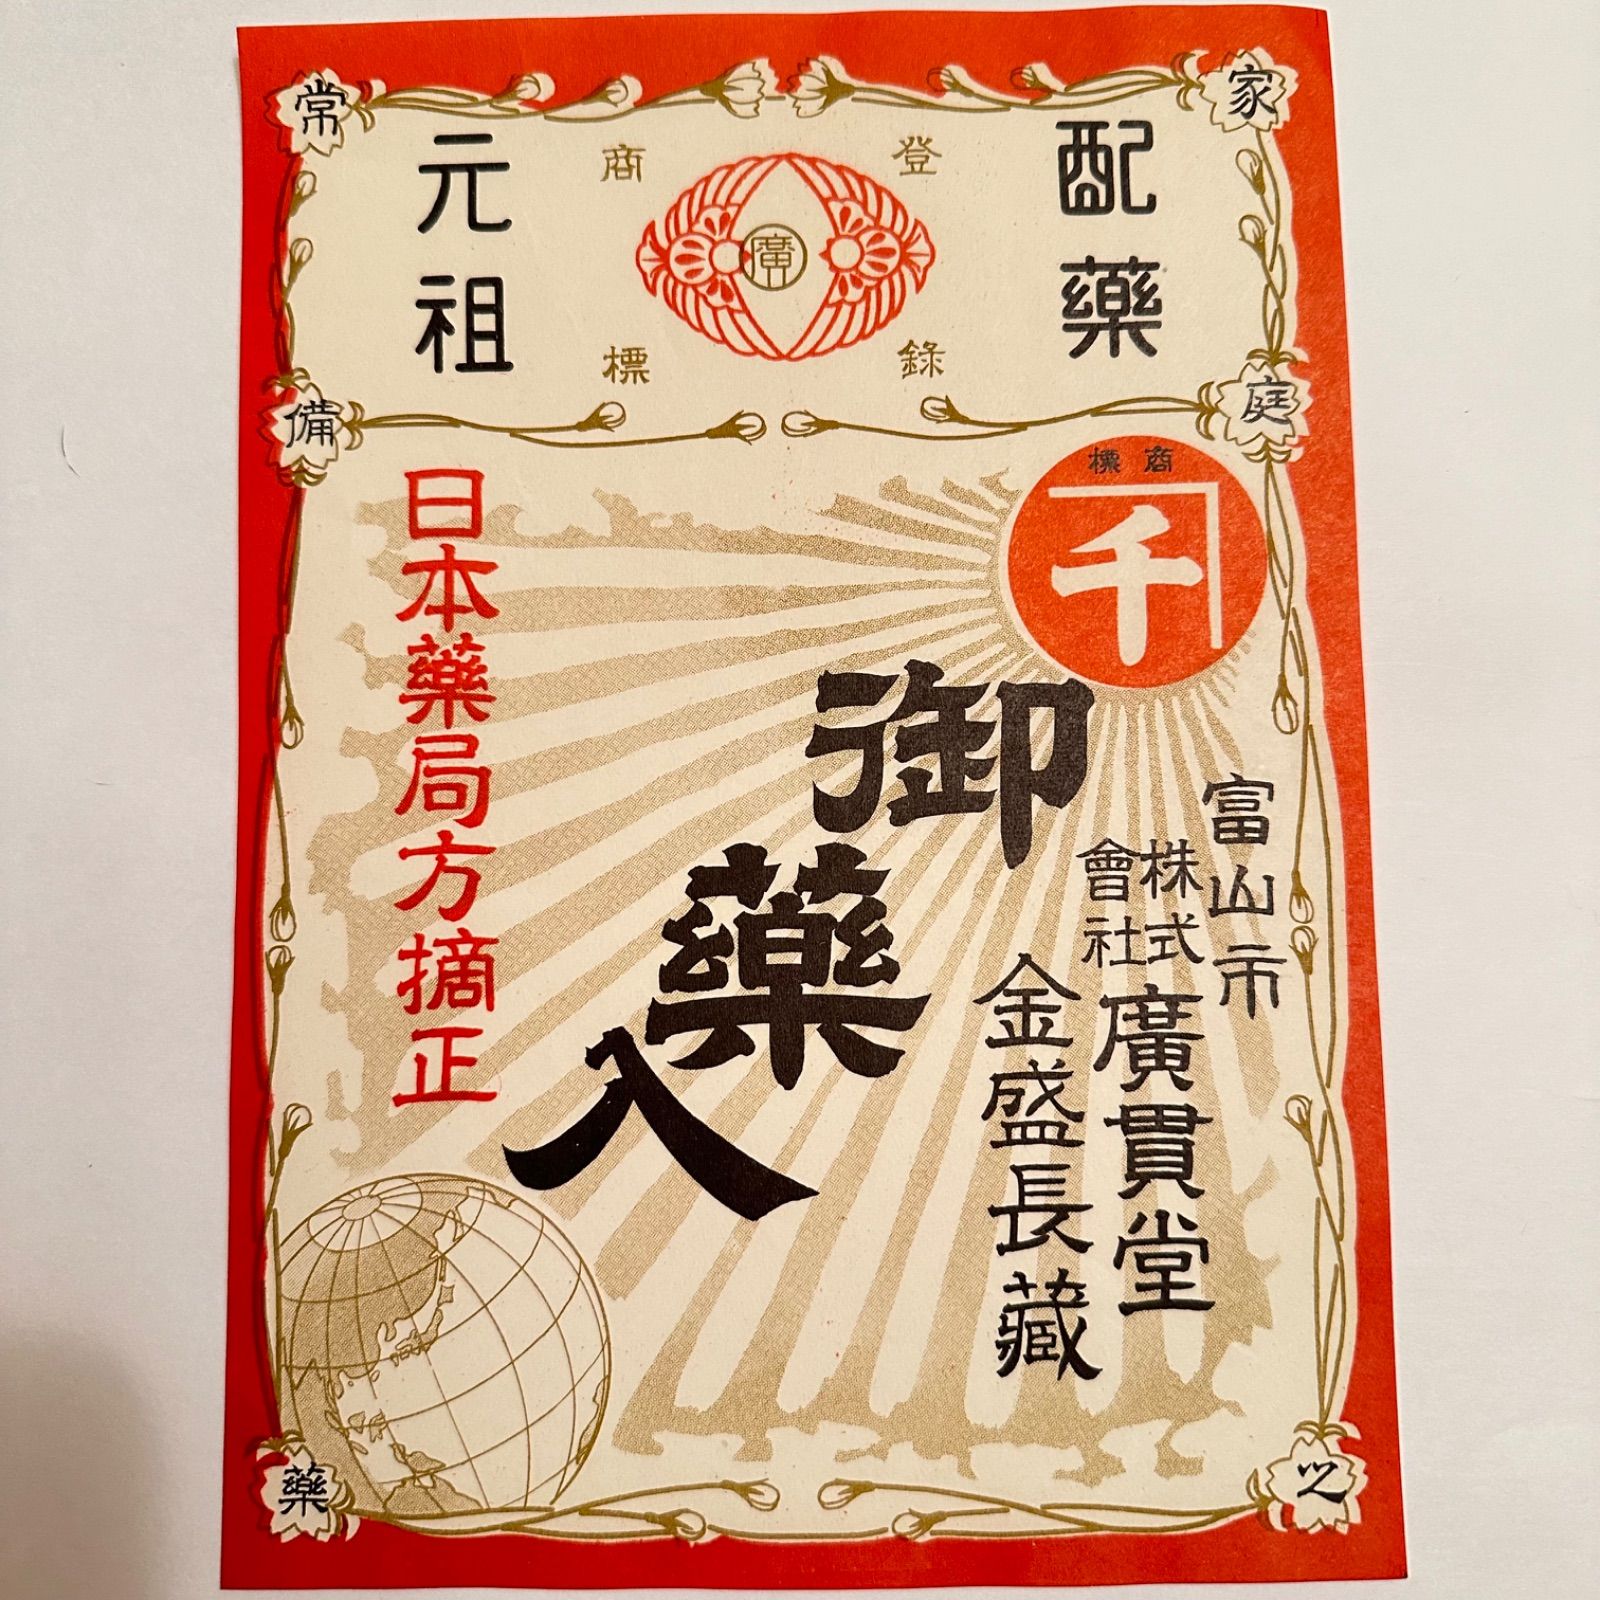 家庭之
常備藥
配藥
元祖
登錄
商標
廣
商標
千
富山市
株式
會社
廣貫堂
金盛長藏
御藥入
日本藥局方摘正